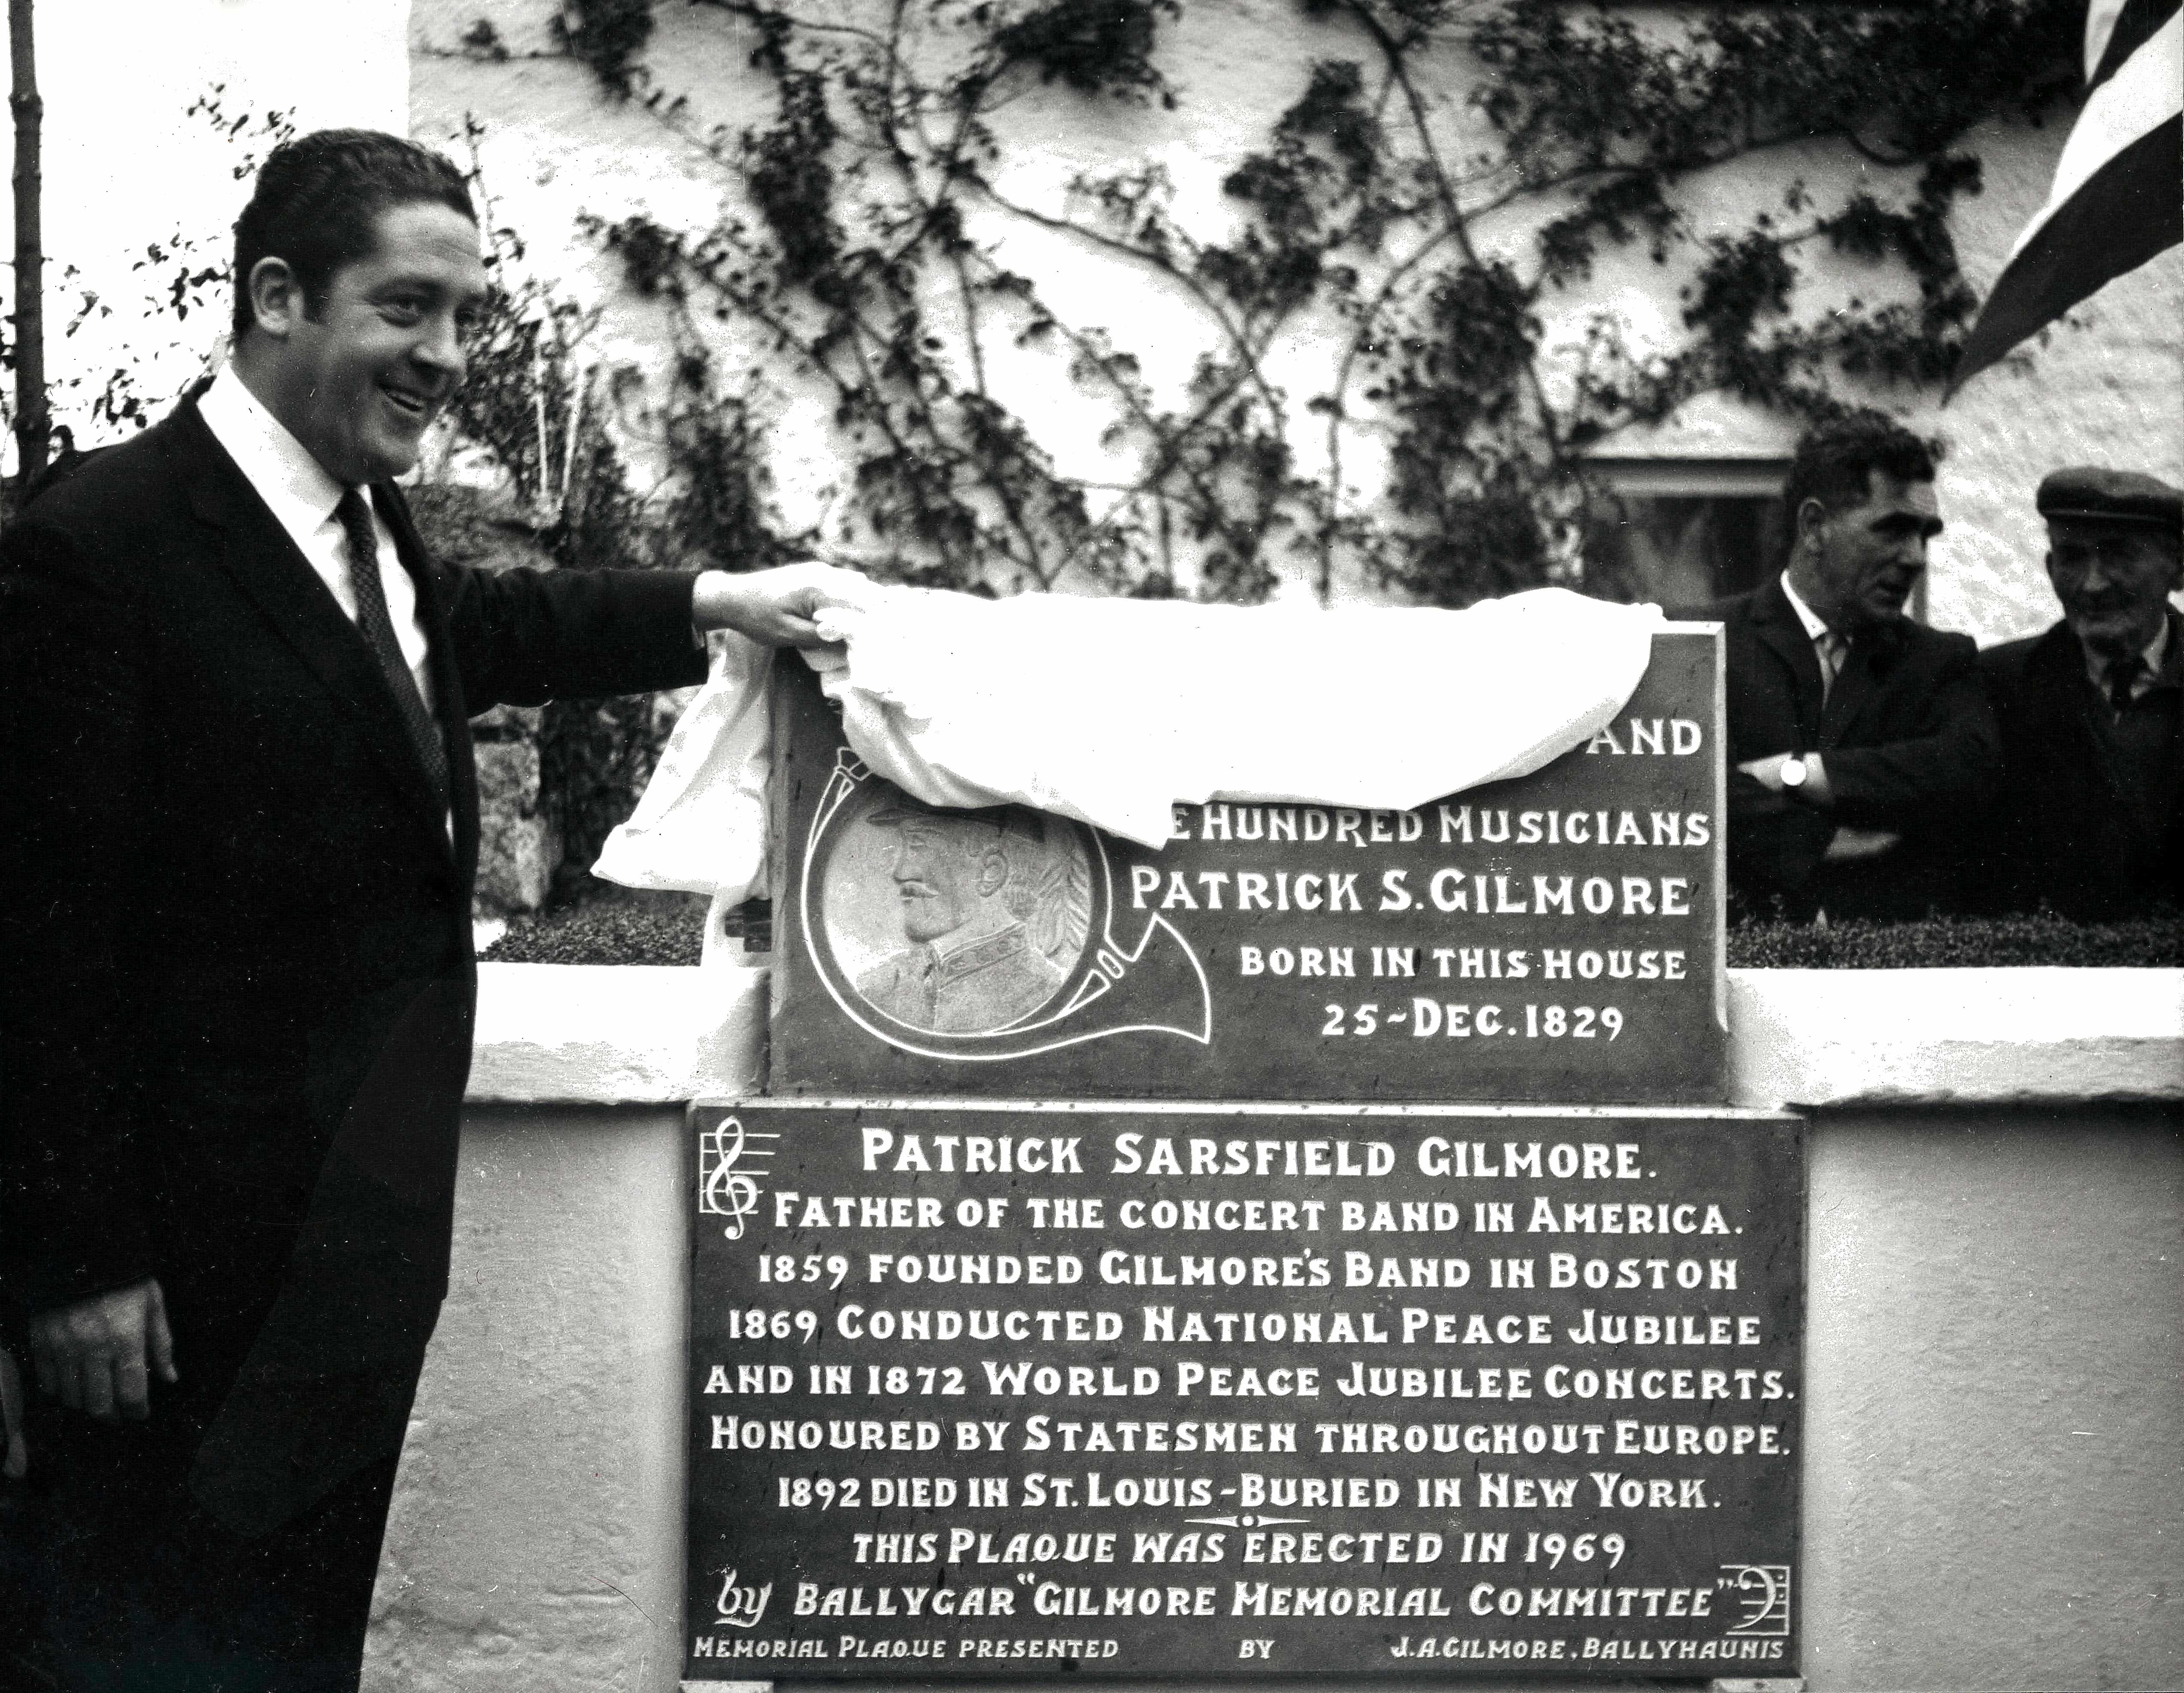 AND
HUNDRED MUSICIANS
PATRICK S. GILMORE
BORN IN THIS HOUSE
25-DEC. 1829
PATRICK SARSFIELD GILMORE.
FATHER OF THE CONCERT BAND IN AMERICA.
1859 FOUNDED GILMORE'S BAND IN BOSTON
1869 CONDUCTED NATIONAL PEACE JUBILEE
AND IN 1872 WORLD PEACE JUBILEE CONCERTS.
HONOURED BY STATESMEN THROUGHOUT EUROPE.
1892 DIED IN ST. LOUIS-BURIED IN NEW YORK.
THIS PLAQUE WAS ERECTED IN 1969
by BALLYGAR "GILMORE MEMORIAL COMMITTEE"
MEMORIAL PLAQUE PRESENTED BY J.A. GILMORE, BALLYHAUNIS